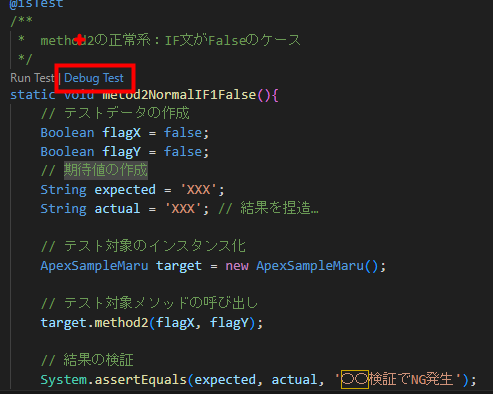 @isTest
/**
 * method2の正常系：IF文がFalseのケース
 */
Run Test | Debug Test
static void metod2NormalIF1False(){
// テストデータの作成
Boolean flagX = false;
Boolean flagY = false;
// 期待値の作成
String expected = 'XXX';
String actual = 'XXX'; // 結果を捏造…
// テスト対象のインスタンス化
ApexSampleMaru target = new ApexSampleMaru();
// テスト対象メソッドの呼び出し
target.method2(flagX, flagY);
// 結果の検証
System.assertEquals(expected, actual, '〇〇検証でNG発生');